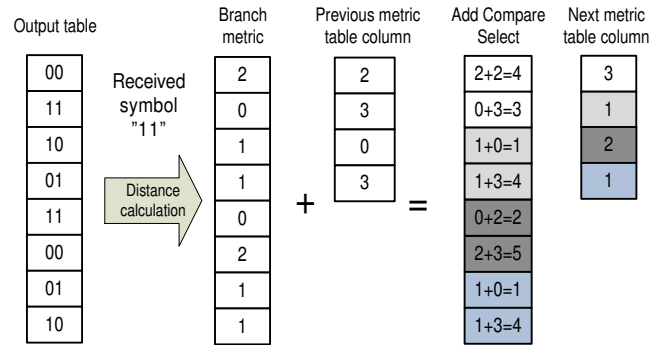 Output table
00
11
10
01
11
00
01
10
Received
symbol
"11"
Distance
calculation
Branch
metric
2
0
1
1
0
2
1
1
+
Previous metric
table column
2
3
0
3
=
Add Compare
Select
2+2=4
0+3=3
1+0=1
1+3=4
0+2=2
2+3=5
1+0=1
1+3=4
Next metric
table column
3
1
2
1